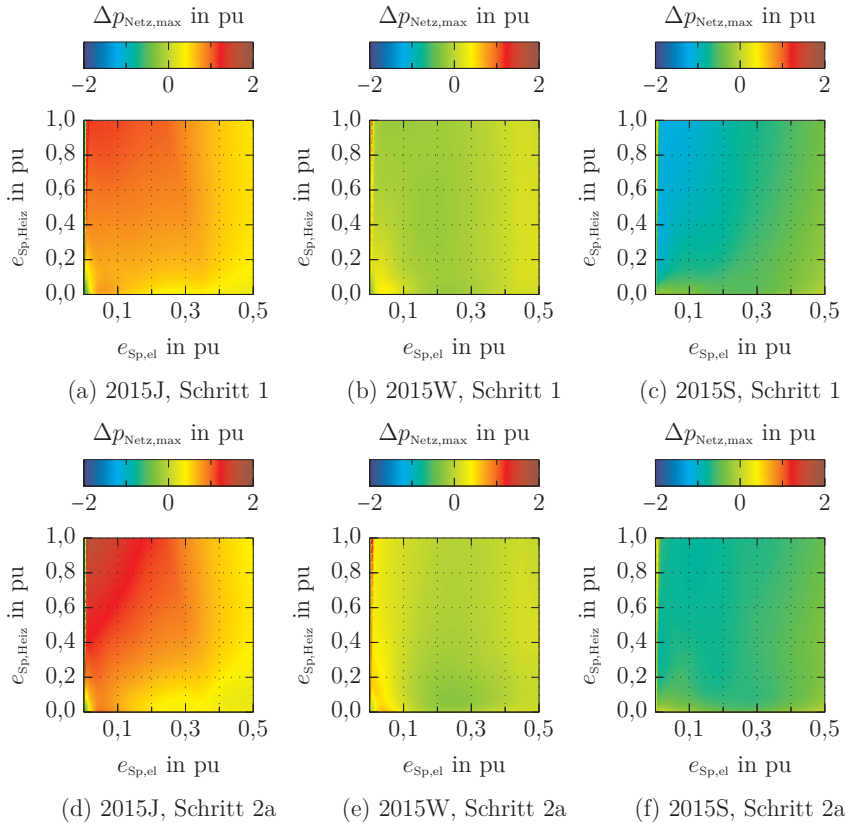 Δp_Netz,max in pu Δp_Netz,max in pu Δp_Netz,max in pu
−2 0 2 −2 0 2 −2 0 2
e_Sp,Heiz in pu e_Sp,Heiz in pu e_Sp,Heiz in pu
1,0 1,0 1,0
0,8 0,8 0,8
0,6 0,6 0,6
0,4 0,4 0,4
0,2 0,2 0,2
0,0 0,0 0,0
0,1 0,3 0,5 0,1 0,3 0,5 0,1 0,3 0,5
e_Sp,el in pu e_Sp,el in pu e_Sp,el in pu
(a) 2015J, Schritt 1 (b) 2015W, Schritt 1 (c) 2015S, Schritt 1
Δp_Netz,max in pu Δp_Netz,max in pu Δp_Netz,max in pu
−2 0 2 −2 0 2 −2 0 2
e_Sp,Heiz in pu e_Sp,Heiz in pu e_Sp,Heiz in pu
1,0 1,0 1,0
0,8 0,8 0,8
0,6 0,6 0,6
0,4 0,4 0,4
0,2 0,2 0,2
0,0 0,0 0,0
0,1 0,3 0,5 0,1 0,3 0,5 0,1 0,3 0,5
e_Sp,el in pu e_Sp,el in pu e_Sp,el in pu
(d) 2015J, Schritt 2a (e) 2015W, Schritt 2a (f) 2015S, Schritt 2a